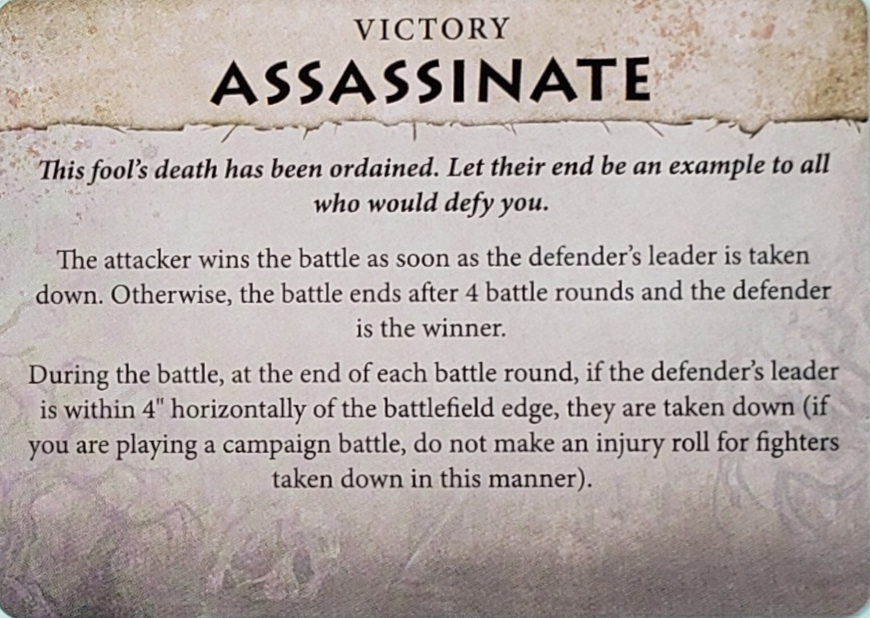 VICTORY
ASSASSINATE
This fool's death has been ordained. Let their end be an example to all
who would defy you.
The attacker wins the battle as soon as the defender's leader is taken
down. Otherwise, the battle ends after 4 battle rounds and the defender
is the winner.
During the battle, at the end of each battle round, if the defender's leader
is within 4" horizontally of the battlefield edge, they are taken down (if
you are playing a campaign battle, do not make an injury roll for fighters
taken down in this manner).